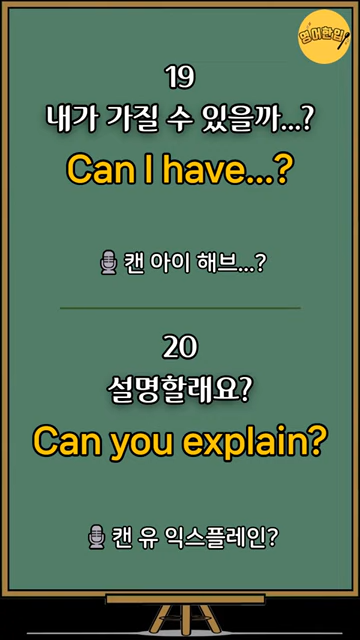 영어한입
19
내가 가질 수 있을까...?
Can I have...?
캔 아이 해브...?
20
설명할래요?
Can you explain?
캔 유 익스플레인?